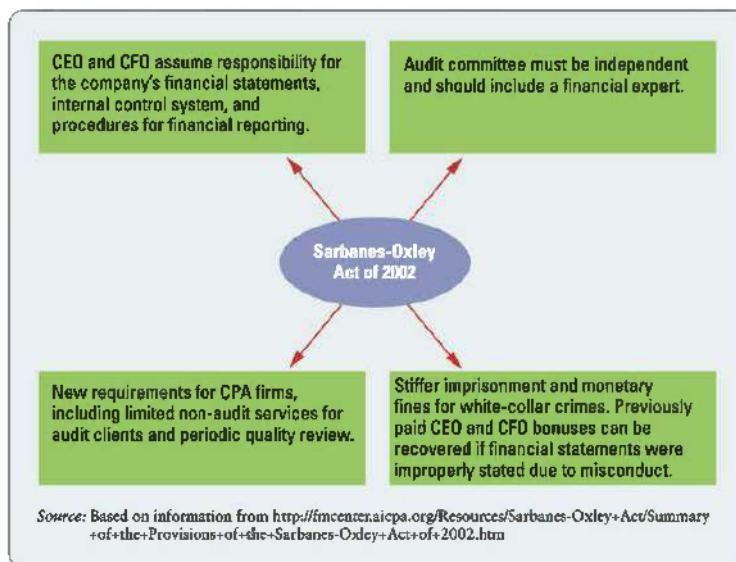 CEO and CFO assume responsibility for
the company's financial statements,
internal control system, and
procedures for financial reporting.
Audit committee must be independent
and should include a financial expert.
Sarbanes-Oxley
Act of 2002
New requirements for CPA firms,
including limited non-audit services for
audit clients and periodic quality review.
Stiffer imprisonment and monetary
fines for white-collar crimes. Previously
paid CEO and CFO bonuses can be
recovered if financial statements were
improperly stated due to misconduct.
Source: Based on information from http://fmcenter.aicpa.org/Resources/Sarbanes-Oxley+Act/Summary
+of+the+Provisions+of+the+Sarbanes-Oxley+Act+of+2002.htm